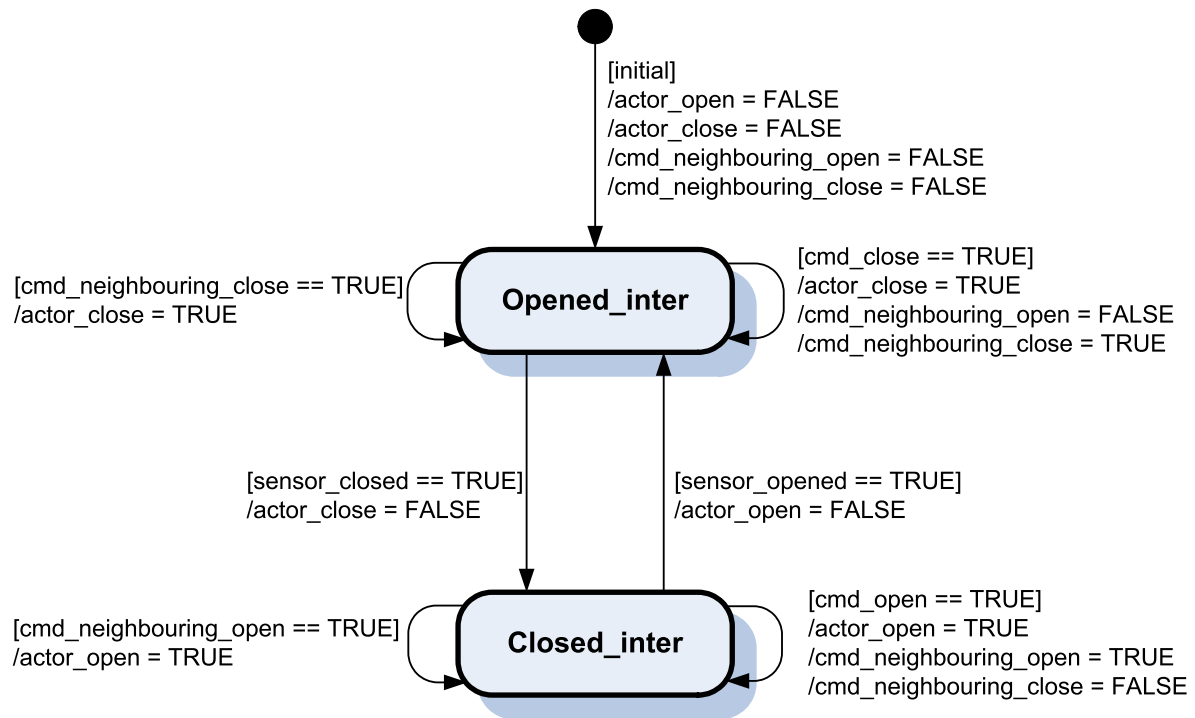 [initial]
/actor_open = FALSE
/actor_close = FALSE
/cmd_neighbouring_open = FALSE
/cmd_neighbouring_close = FALSE
[cmd_neighbouring_close == TRUE]
/actor_close = TRUE
Opened_inter
[cmd_close == TRUE]
/actor_close = TRUE
/cmd_neighbouring_open = FALSE
/cmd_neighbouring_close = TRUE
[sensor_closed == TRUE]
/actor_close = FALSE
[sensor_opened == TRUE]
/actor_open = FALSE
[cmd_neighbouring_open == TRUE]
/actor_open = TRUE
Closed_inter
[cmd_open == TRUE]
/actor_open = TRUE
/cmd_neighbouring_open = TRUE
/cmd_neighbouring_close = FALSE